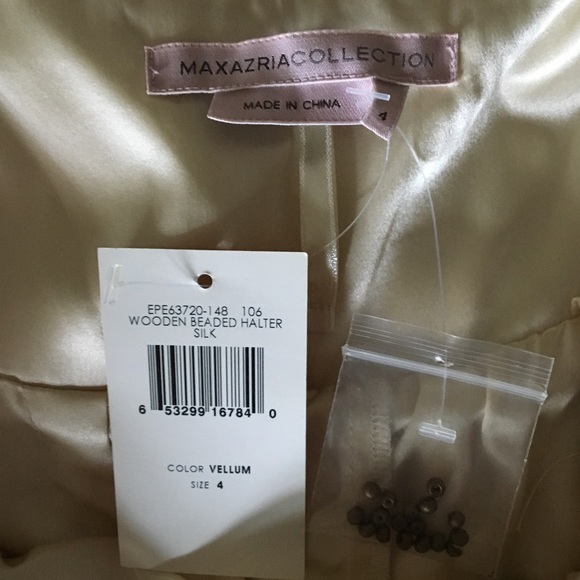 MAXAZRIACOLLECTION
MADE IN CHINA
4
EPE63720-148 106
WOODEN BEADED HALTER
SILK
6 53299 16784 0
COLOR VELLUM
SIZE 4